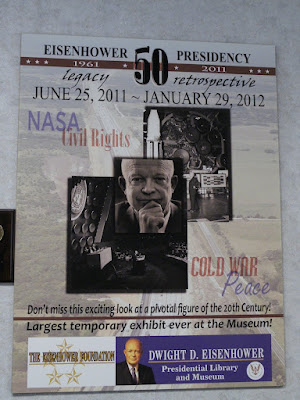 EISENHOWER 50 PRESIDENCY
1961 2011
legacy retrospective
JUNE 25, 2011 ~ JANUARY 29, 2012
NASA
Civil Rights
COLD WAR
Peace
Don't miss this exciting look at a pivotal figure of the 20th Century!
Largest temporary exhibit ever at the Museum!
THE EISENHOWER FOUNDATION
DWIGHT D. EISENHOWER
Presidential Library
and Museum